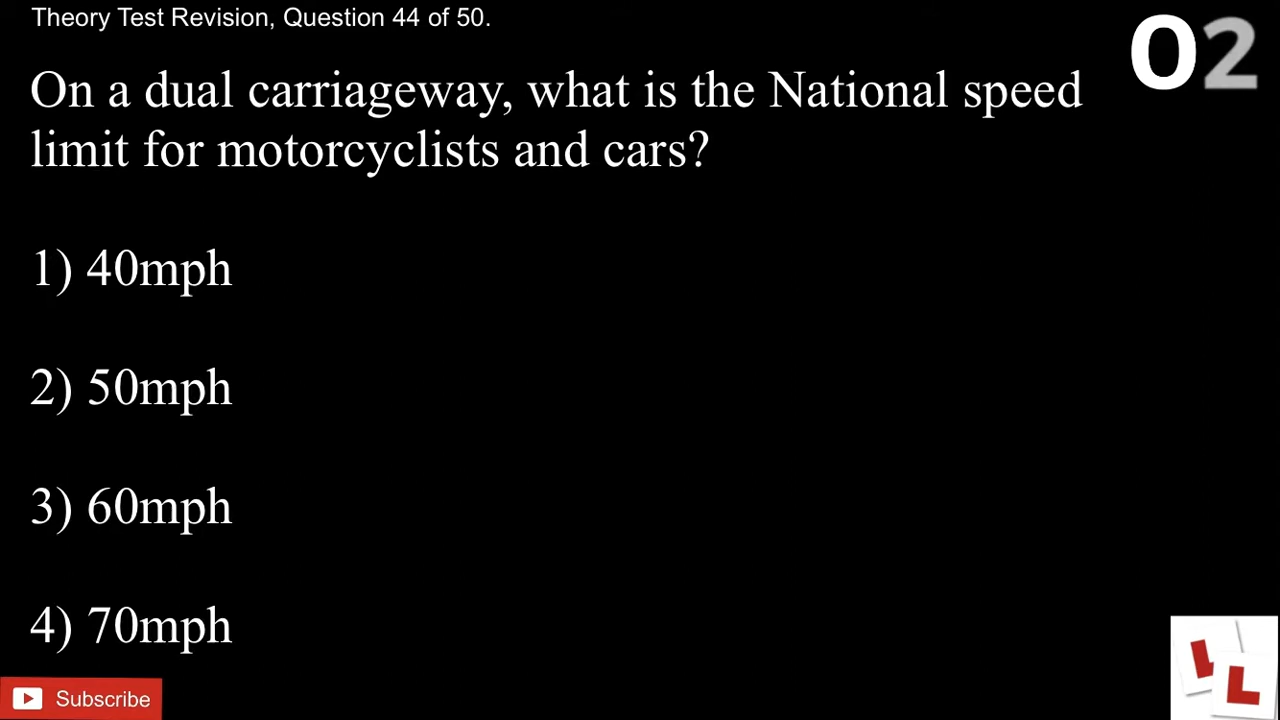 Theory Test Revision, Question 44 of 50.
02
On a dual carriageway, what is the National speed
limit for motorcyclists and cars?
1) 40mph
2) 50mph
3) 60mph
4) 70mph
Subscribe
L
L